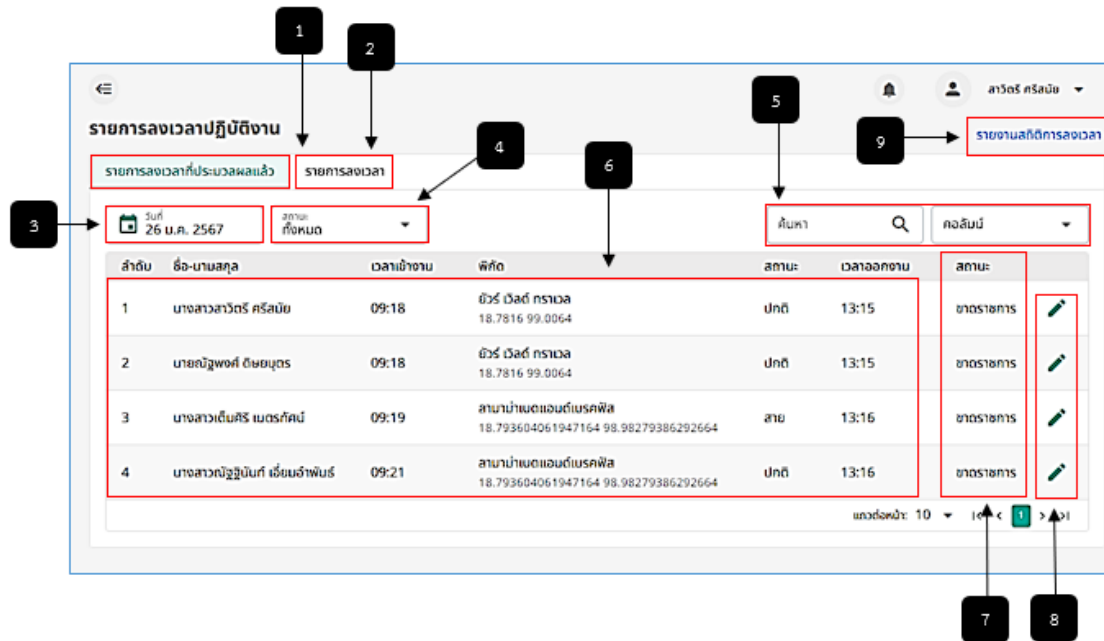 1
2
สาวิตรี ศรีสมัย
5
รายการลงเวลาปฏิบัติงาน
9
รายงานสถิติการลงเวลา
4
6
รายการลงเวลาที่ประมวลผลแล้ว รายการลงเวลา
3
วันที่
26 ม.ค. 2567
สถานะ
ทั้งหมด
ค้นหา
คอลัมน์
ลำดับ ชื่อ-นามสกุล เวลาเข้างาน พิกัด สถานะ เวลาออกงาน สถานะ
1 นางสาวสาวิตรี ศรีสมัย 09:18 ยัวร์ เวิลด์ ทราเวล ปกติ 13:15 ขาดราชการ
18.7816 99.0064
2 นายณัฐพงศ์ ดิษยบุตร 09:18 ยัวร์ เวิลด์ ทราเวล ปกติ 13:15 ขาดราชการ
18.7816 99.0064
3 นางสาวเต็มศิริ เนตรทัศน์ 09:19 ลามาม่าเบดแอนด์เบรคฟัส สาย 13:16 ขาดราชการ
18.793604061947164 98.98279386292664
4 นางสาวณัฐฐินันท์ เอี่ยมอำพันธ์ 09:21 ลามาม่าเบดแอนด์เบรคฟัส ปกติ 13:16 ขาดราชการ
18.793604061947164 98.98279386292664
แถวต่อหน้า: 10 1
7
8